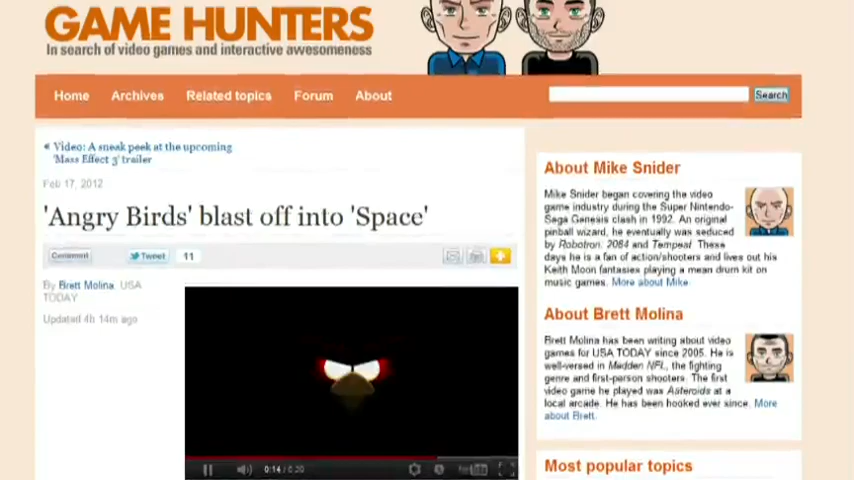 GAME HUNTERS
In search of video games and interactive awesomeness
Home Archives Related topics Forum About
Search
« Video: A sneak peek at the upcoming
'Mass Effect 3' trailer
Feb 17, 2012
'Angry Birds' blast off into 'Space'
Comment Tweet 11
By Brett Molina, USA
TODAY
Updated 4h 14m ago
0:14 / 0:30
About Mike Snider
Mike Snider began covering the video
game industry during the Super Nintendo-
Sega Genesis clash in 1992. An original
pinball wizard, he eventually was seduced
by Robotron: 2084 and Tempest. These
days he is a fan of action/shooters and lives out his
Keith Moon fantasies playing a mean drum kit on
music games. More about Mike
About Brett Molina
Brett Molina has been writing about video
games for USA TODAY since 2005. He is
well-versed in Madden NFL, the fighting
genre and first-person shooters. The first
video game he played was Asteroids at a
local arcade. He has been hooked ever since. More
about Brett.
Most popular topics